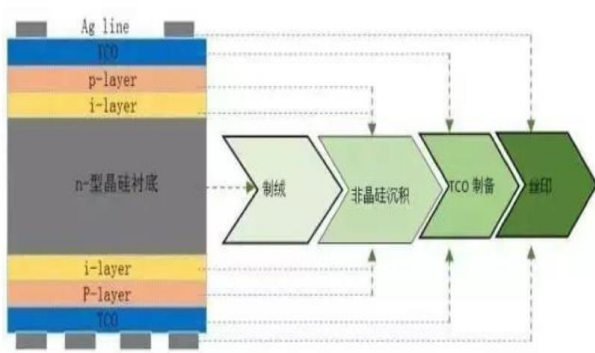 Ag line
TCO
p-layer
i-layer
n-型晶硅衬底
制绒
非晶硅沉积
TCO 制备
丝印
i-layer
P-layer
TCO